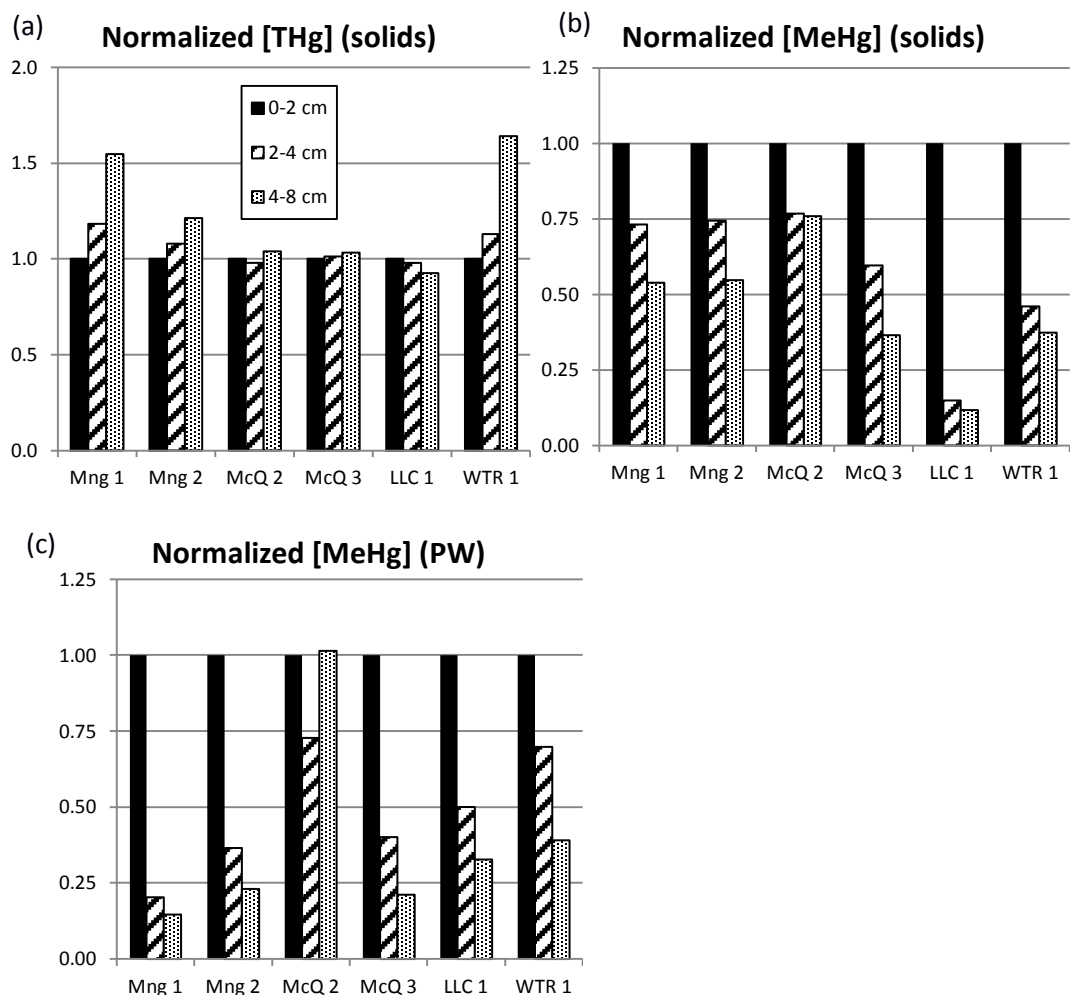 (a)
Normalized [THg] (solids)
2.0
1.5
1.0
0.5
0.0
0-2 cm
2-4 cm
4-8 cm
Mng 1 Mng 2 McQ 2 McQ 3 LLC 1 WTR 1
(b)
Normalized [MeHg] (solids)
1.25
1.00
0.75
0.50
0.25
0.00
Mng 1 Mng 2 McQ 2 McQ 3 LLC 1 WTR 1
(c)
Normalized [MeHg] (PW)
1.25
1.00
0.75
0.50
0.25
0.00
Mng 1 Mng 2 McQ 2 McQ 3 LLC 1 WTR 1